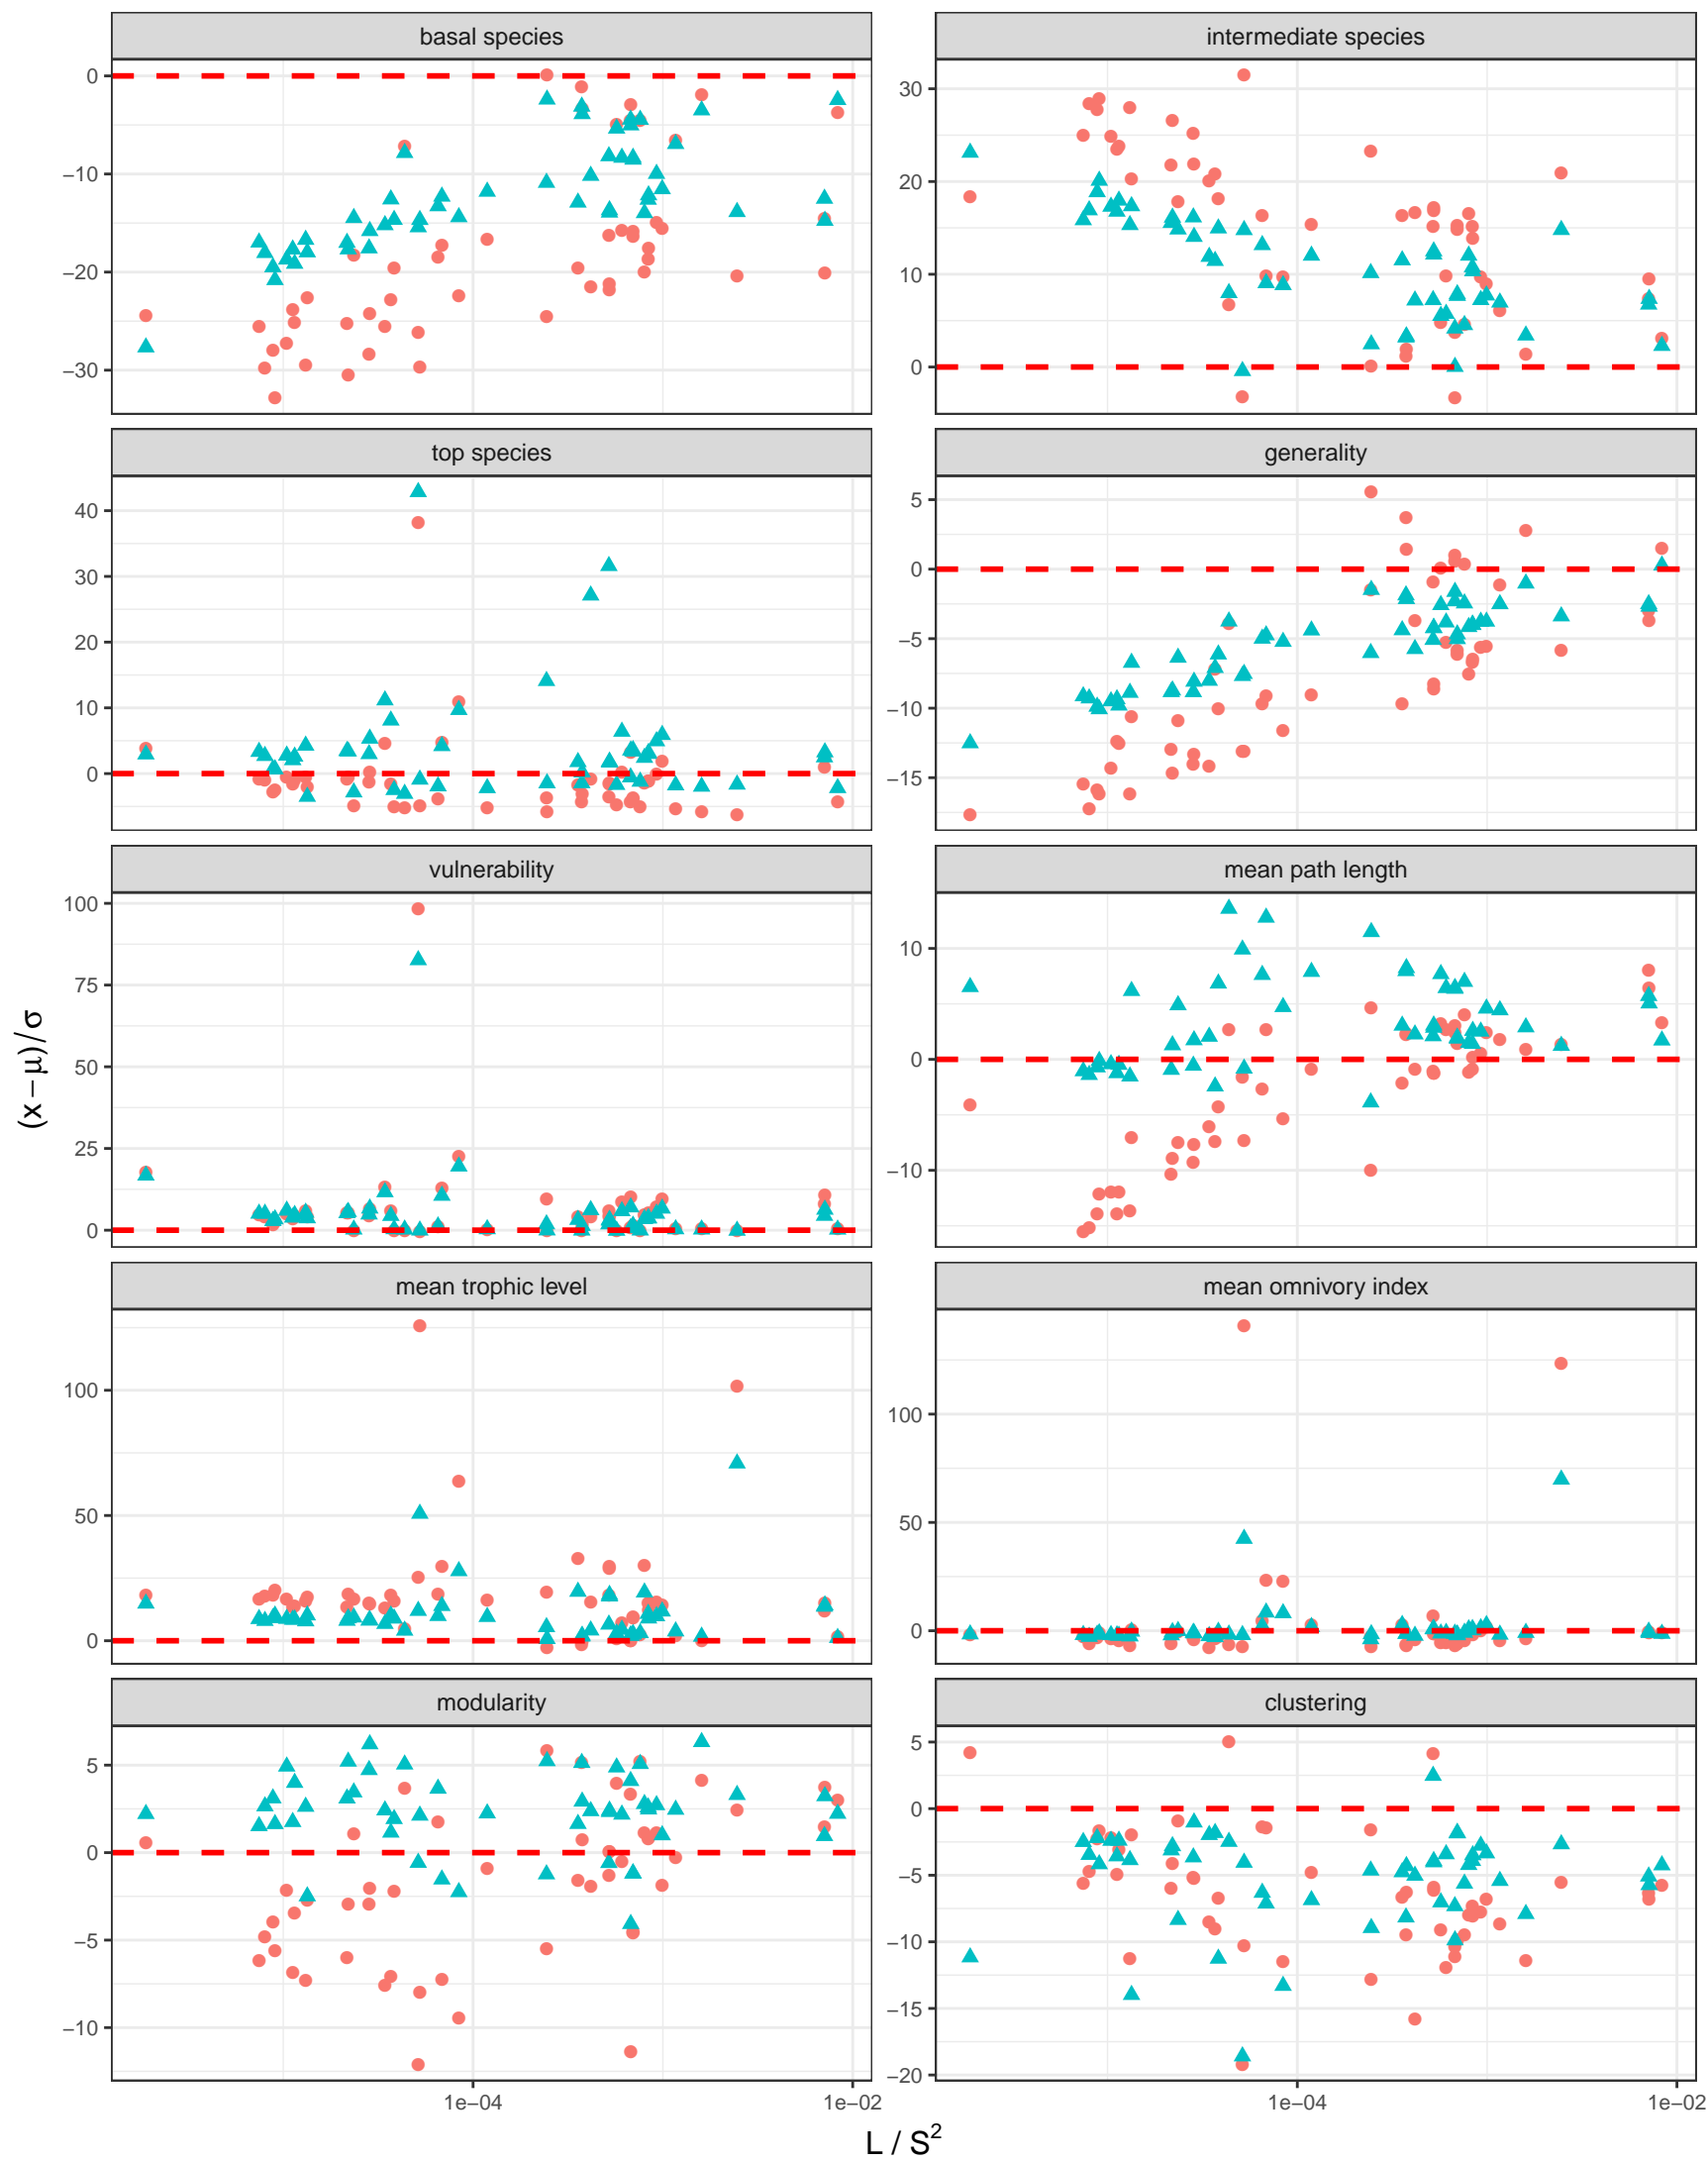 basal species
intermediate species
0
−10
−20
−30
30
20
10
0
top species
generality
40
30
20
10
0
5
0
−5
−10
−15
vulnerability
mean path length
100
75
50
25
0
10
0
−10
(x − μ)/σ
mean trophic level
mean omnivory index
100
50
0
100
50
0
modularity
clustering
5
0
−5
−10
5
0
−5
−10
−15
−20
1e−04
1e−02
1e−04
1e−02
L / S²